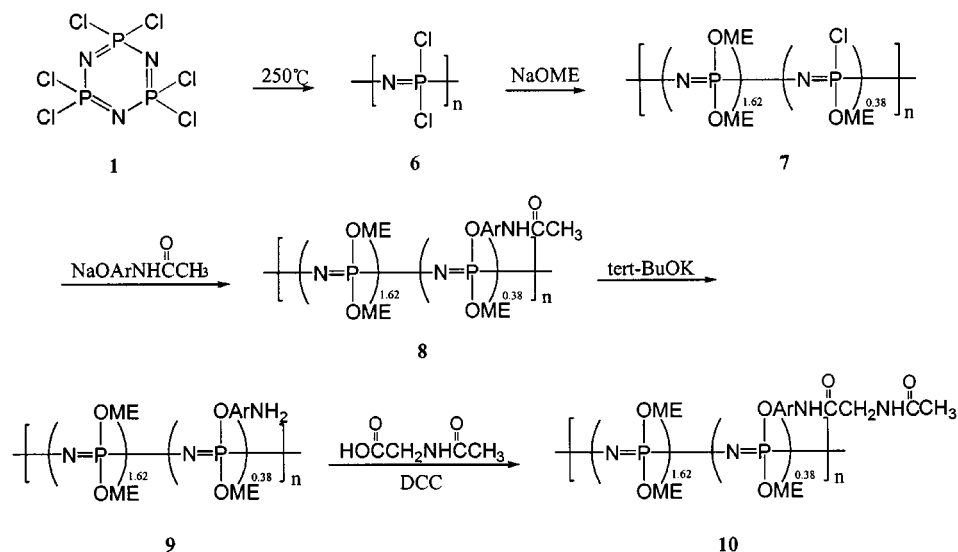 Cl Cl
P
N N
Cl P P Cl
Cl N Cl
1
250℃
Cl
[ N=P ]n
Cl
6
NaOME
OME Cl
[ ( N=P )1.62 ( N=P )0.38 ]n
OME OME
7
O
NaOArNHCCH3
O
OME OArNHCCH3
[ ( N=P )1.62 ( N=P )0.38 ]n
OME OME
8
tert-BuOK
OME OArNH2
[ ( N=P )1.62 ( N=P )0.38 ]n
OME OME
9
O O
HOCCH2NHCCH3
DCC
O O
OME OArNHCCH2NHCCH3
[ ( N=P )1.62 ( N=P )0.38 ]n
OME OME
10